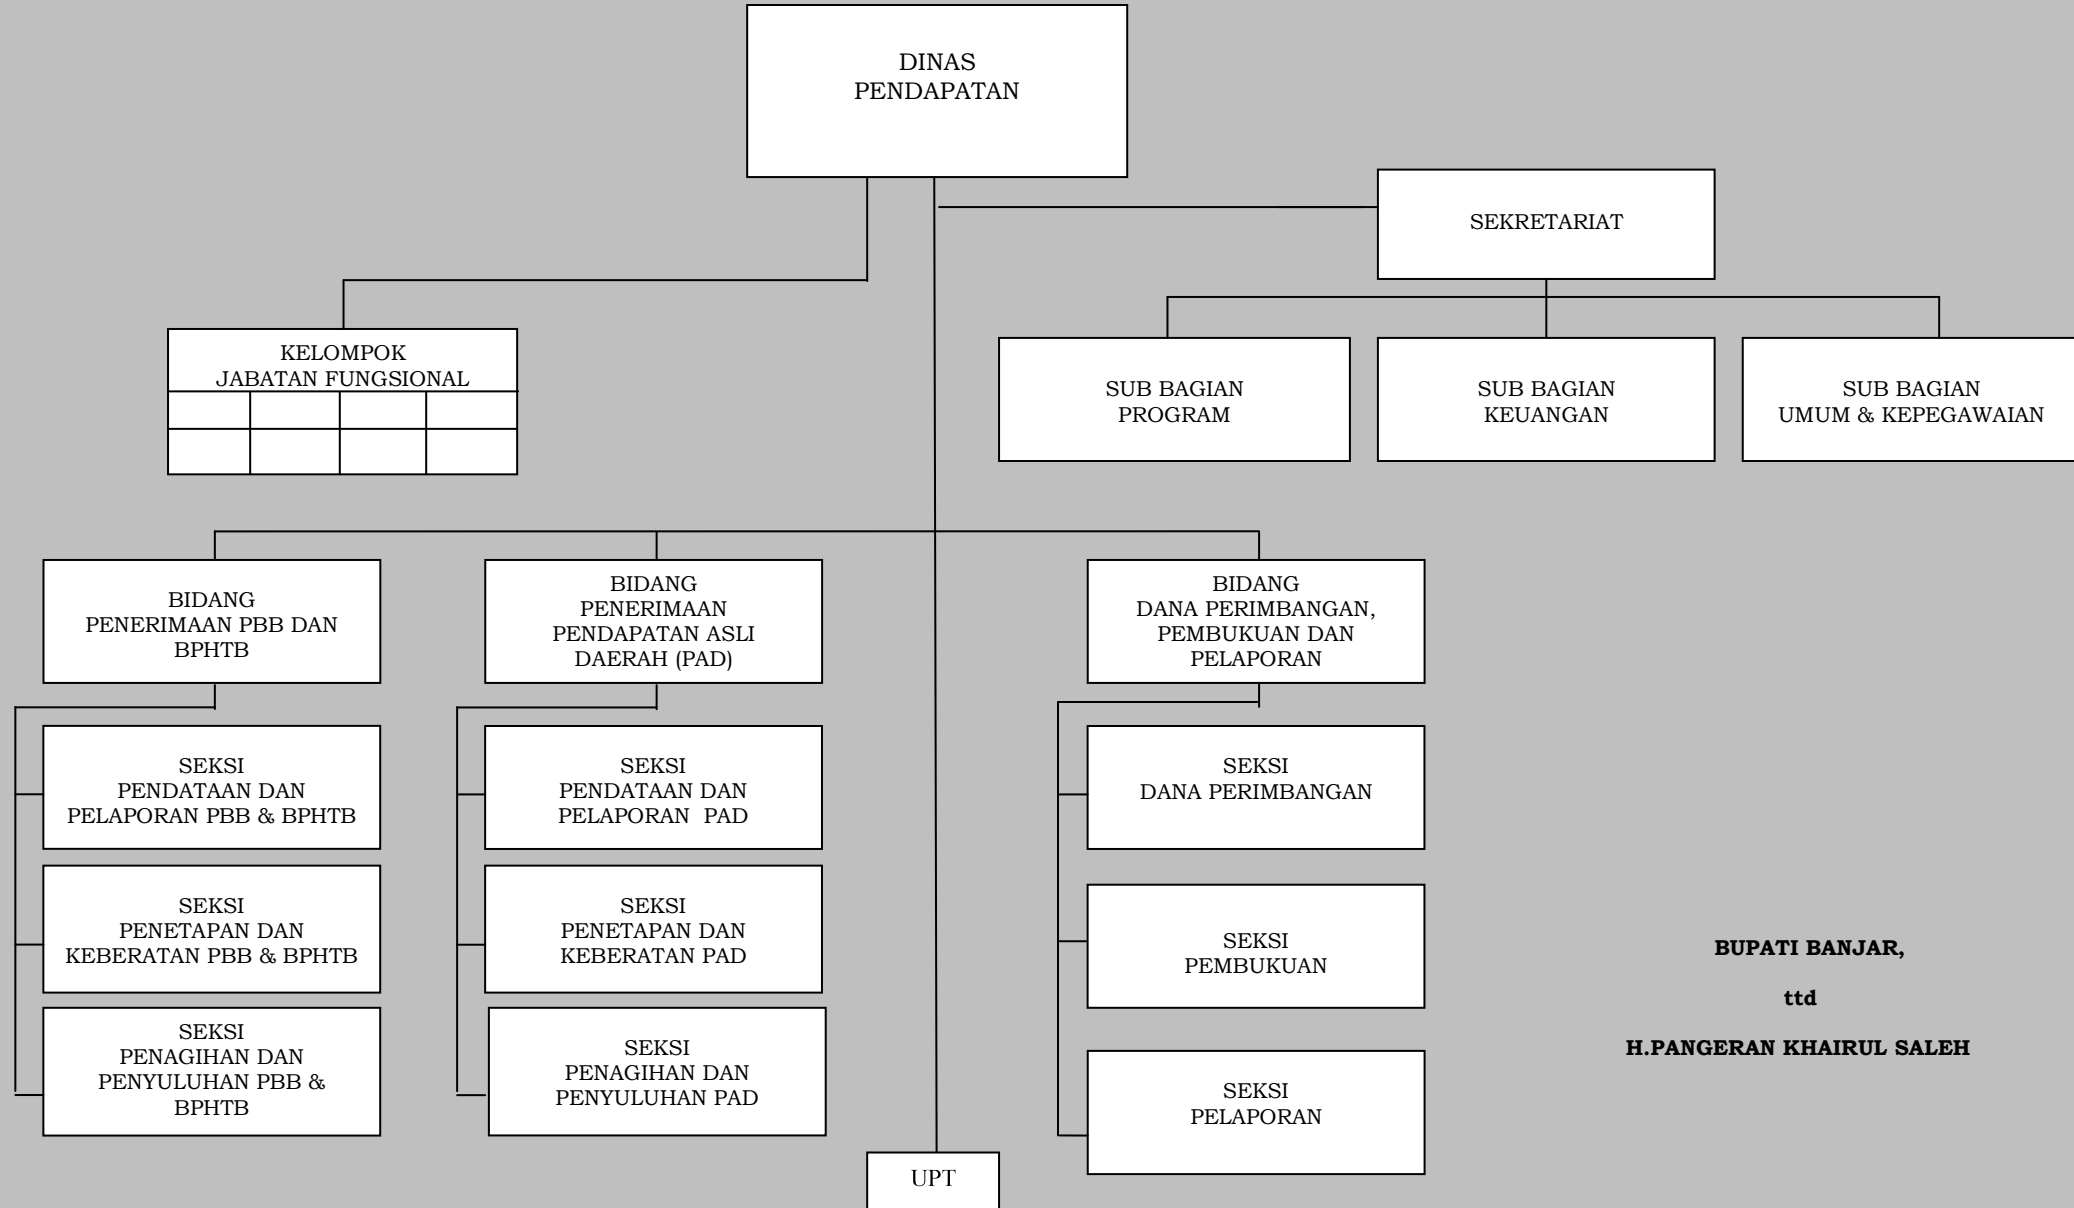 DINAS
PENDAPATAN
SEKRETARIAT
KELOMPOK
JABATAN FUNGSIONAL
SUB BAGIAN
PROGRAM
SUB BAGIAN
KEUANGAN
SUB BAGIAN
UMUM & KEPEGAWAIAN
BIDANG
PENERIMAAN PBB DAN
BPHTB
BIDANG
PENERIMAAN
PENDAPATAN ASLI
DAERAH (PAD)
BIDANG
DANA PERIMBANGAN,
PEMBUKUAN DAN
PELAPORAN
SEKSI
PENDATAAN DAN
PELAPORAN PBB & BPHTB
SEKSI
PENDATAAN DAN
PELAPORAN PAD
SEKSI
DANA PERIMBANGAN
SEKSI
PENETAPAN DAN
KEBERATAN PBB & BPHTB
SEKSI
PENETAPAN DAN
KEBERATAN PAD
SEKSI
PEMBUKUAN
SEKSI
PENAGIHAN DAN
PENYULUHAN PBB &
BPHTB
SEKSI
PENAGIHAN DAN
PENYULUHAN PAD
SEKSI
PELAPORAN
UPT
BUPATI BANJAR,
ttd
H.PANGERAN KHAIRUL SALEH